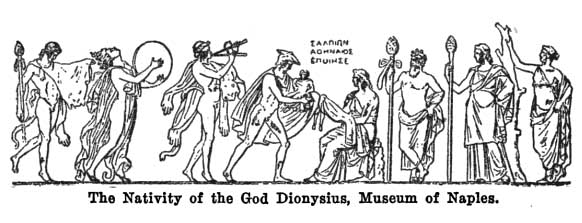 ΣΑΛΠΙΩΝ
ΑΘΗΝΑΙΟΣ
ΕΠΟΙΗΣΕ
The Nativity of the God Dionysius, Museum of Naples.